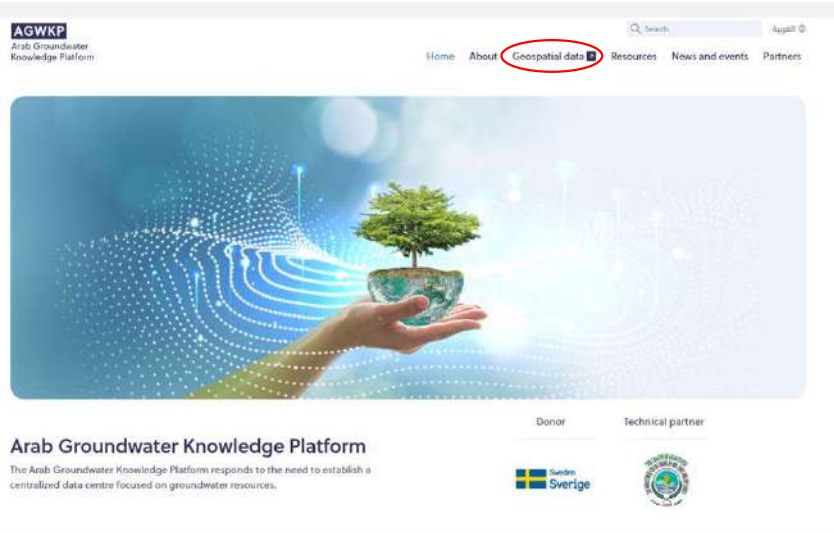 AGWKP
Arab Groundwater
Knowledge Platform
Search
العربية
Home About Geospatial data Resources News and events Partners
Donor Technical partner
Arab Groundwater Knowledge Platform
The Arab Groundwater Knowledge Platform responds to the need to establish a
centralized data centre focused on groundwater resources.
Sweden
Sverige